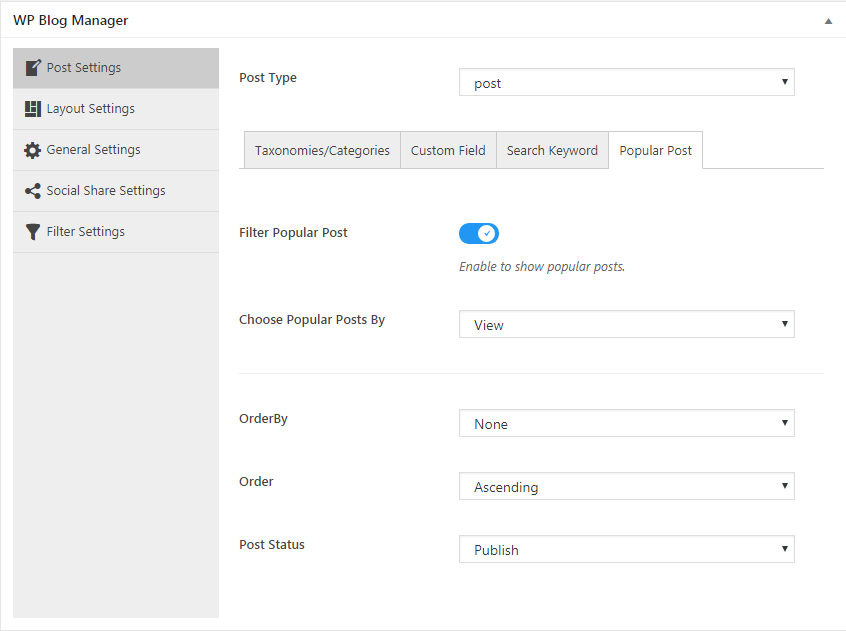 WP Blog Manager
Post Settings
Layout Settings
General Settings
Social Share Settings
Filter Settings
Post Type
post
Taxonomies/Categories
Custom Field
Search Keyword
Popular Post
Filter Popular Post
Enable to show popular posts.
Choose Popular Posts By
View
OrderBy
None
Order
Ascending
Post Status
Publish